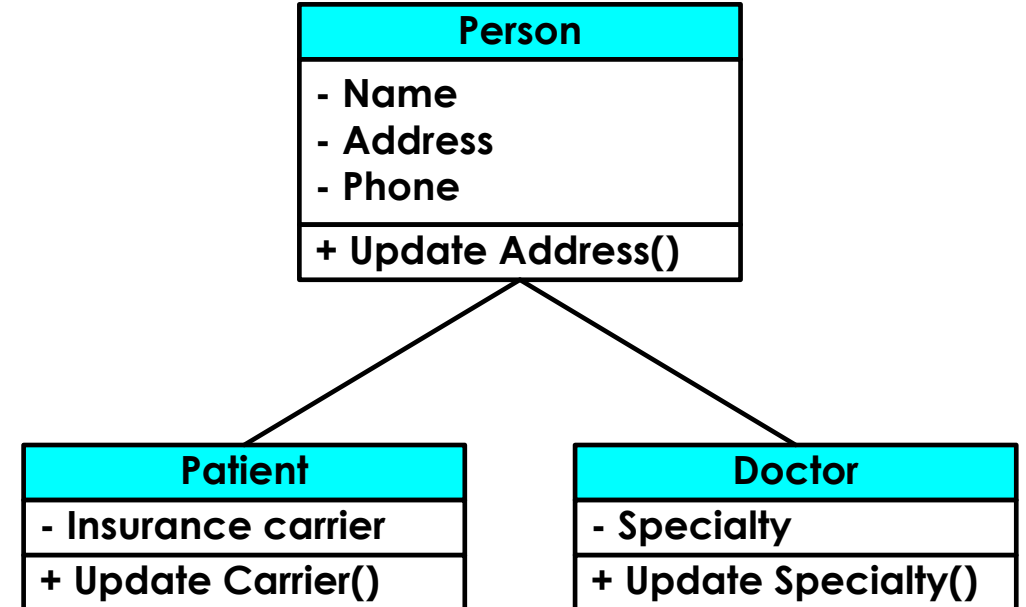 Person
- Name
- Address
- Phone
+ Update Address()
Patient
- Insurance carrier
+ Update Carrier()
Doctor
- Specialty
+ Update Specialty()